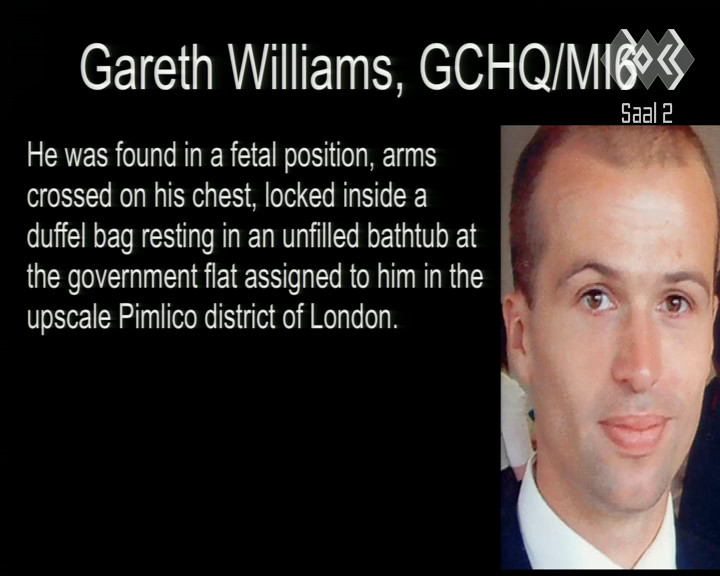 Gareth Williams, GCHQ/MI6
Saal 2
He was found in a fetal position, arms
crossed on his chest, locked inside a
duffel bag resting in an unfilled bathtub at
the government flat assigned to him in the
upscale Pimlico district of London.